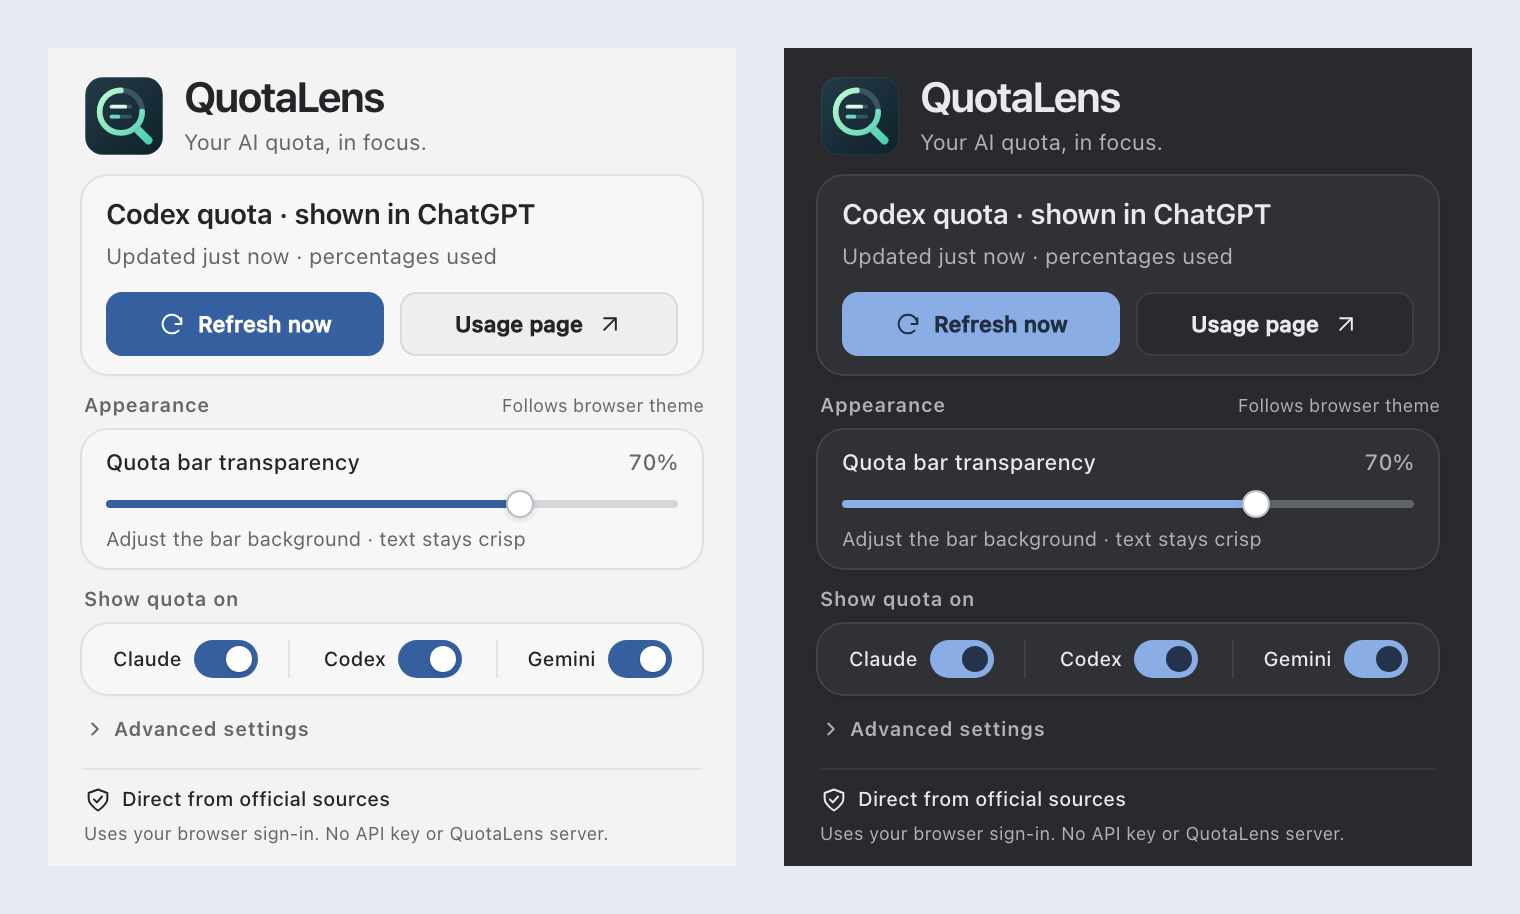 QuotaLens
Your AI quota, in focus.
Codex quota · shown in ChatGPT
Updated just now · percentages used
Refresh now
Usage page
Appearance
Follows browser theme
Quota bar transparency
70%
Adjust the bar background · text stays crisp
Show quota on
Claude
Codex
Gemini
Advanced settings
Direct from official sources
Uses your browser sign-in. No API key or QuotaLens server.
QuotaLens
Your AI quota, in focus.
Codex quota · shown in ChatGPT
Updated just now · percentages used
Refresh now
Usage page
Appearance
Follows browser theme
Quota bar transparency
70%
Adjust the bar background · text stays crisp
Show quota on
Claude
Codex
Gemini
Advanced settings
Direct from official sources
Uses your browser sign-in. No API key or QuotaLens server.